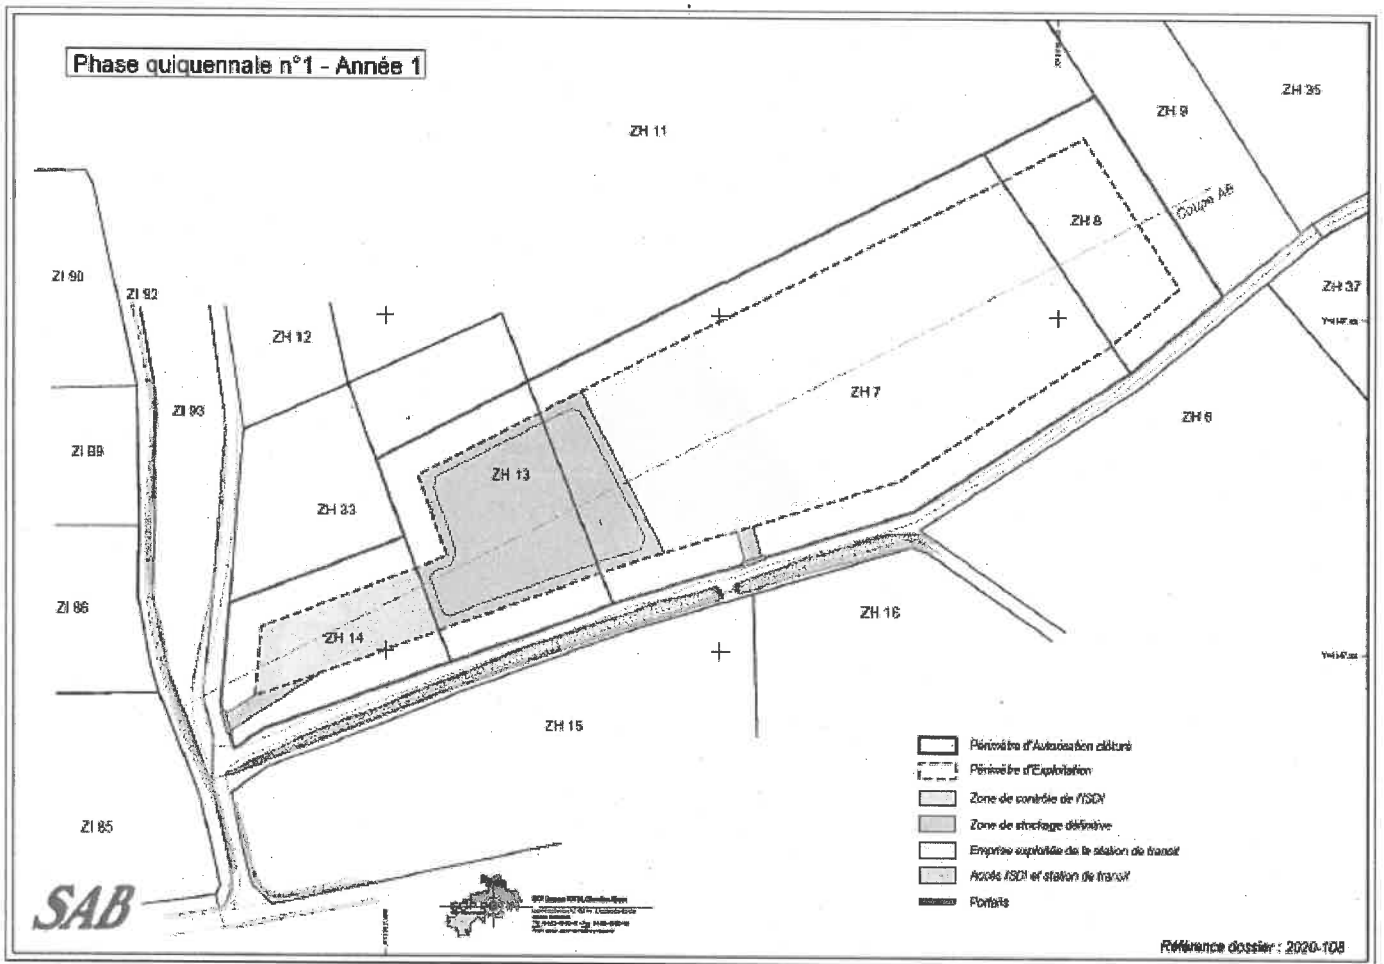 Phase quiquennale n°1 - Année 1
ZH 35
ZH 9
ZH 11
Coupe AB
ZH 8
ZI 90
ZI 92
ZH 37
ZH 12
ZH 7
ZI 93
ZH 6
ZI 89
ZH 13
ZH 33
ZI 86
ZH 14
ZH 16
ZH 15
Périmètre d'Autorisation clôturé
Périmètre d'Exploitation
Zone de contrôle de l'ISDI
Zone de stockage définitive
Emprise exploitée de la station de transit
Accès ISDI et station de transit
Portails
ZI 85
SAB
Référence dossier : 2020-108